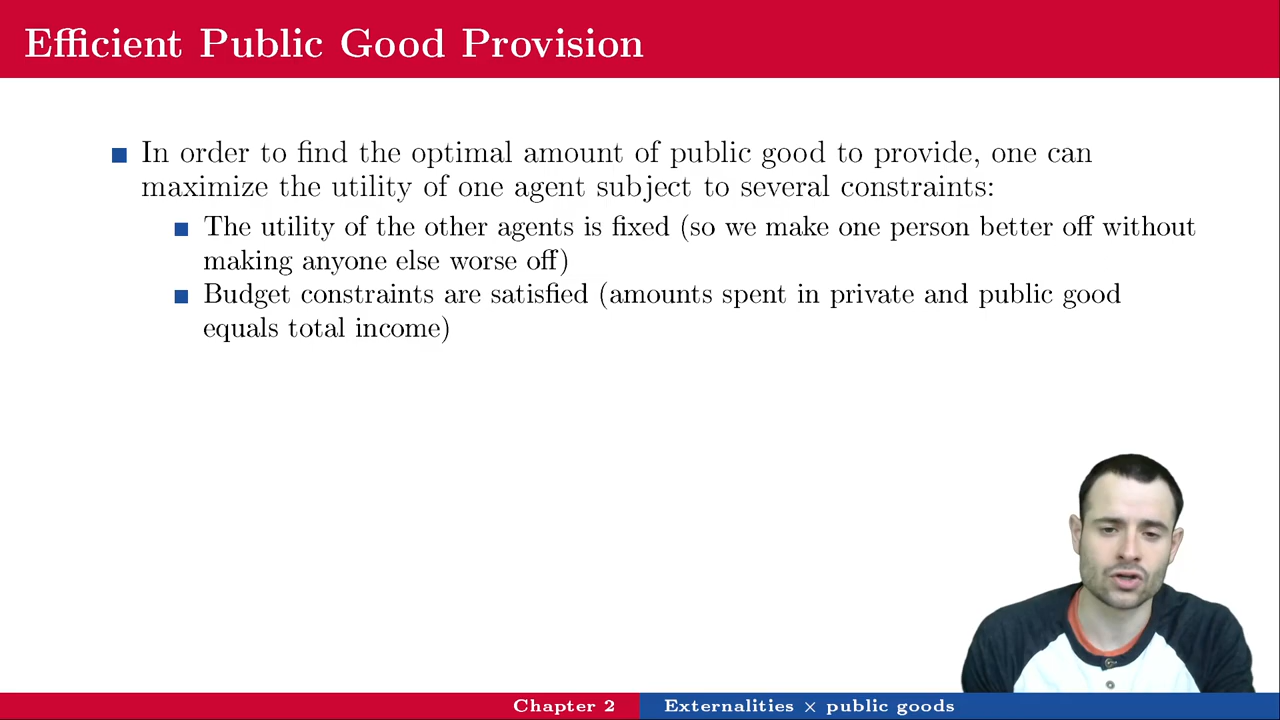 Efficient Public Good Provision
In order to find the optimal amount of public good to provide, one can
maximize the utility of one agent subject to several constraints:
The utility of the other agents is fixed (so we make one person better off without
making anyone else worse off)
Budget constraints are satisfied (amounts spent in private and public good
equals total income)
Chapter 2
Externalities × public goods